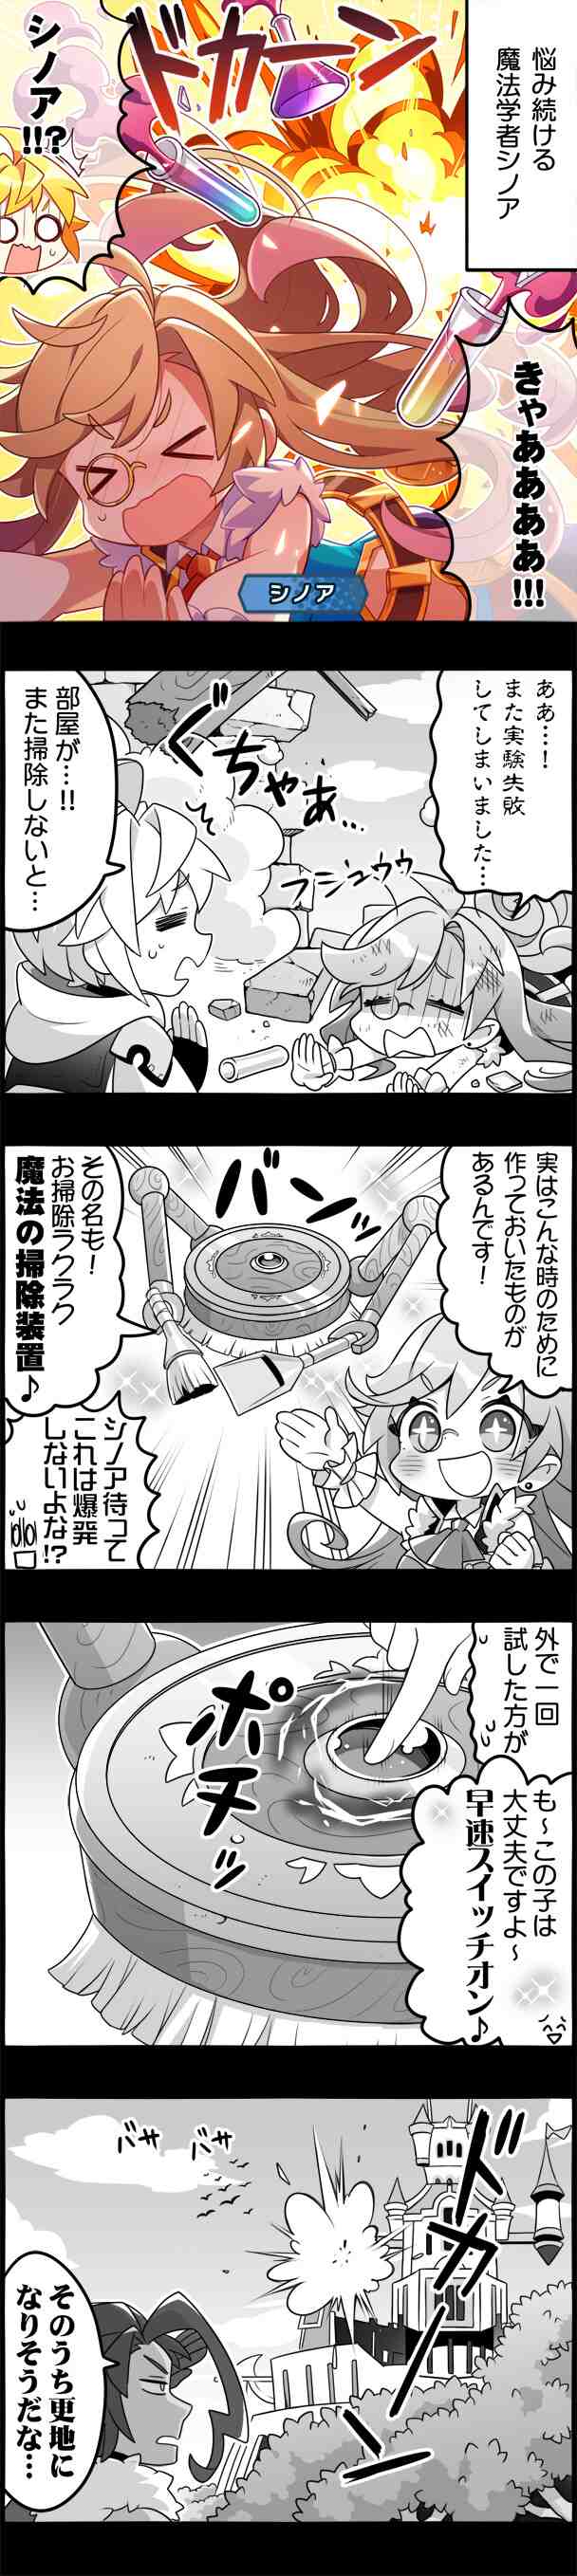 悩み続ける
魔法学者シノア
ドカーン
シノア!!?
きゃああああ!!!
シノア
ああ…!
また実験失敗
してしまいました…
ぐちゃあ…
フシュウゥ
部屋が…!!
また掃除しないと…
実はこんな時のために
作っておいたものが
あるんです!
バンッ
その名も!
お掃除ラクラク
魔法の掃除装置♪
シノア待って
これは爆発
しないよな!?
外で一回
試した方が
も〜この子は
大丈夫ですよ〜
早速スイッチオン♪
ポチッ
ドカーン
バサ
バサ
そのうち更地に
なりそうだな…